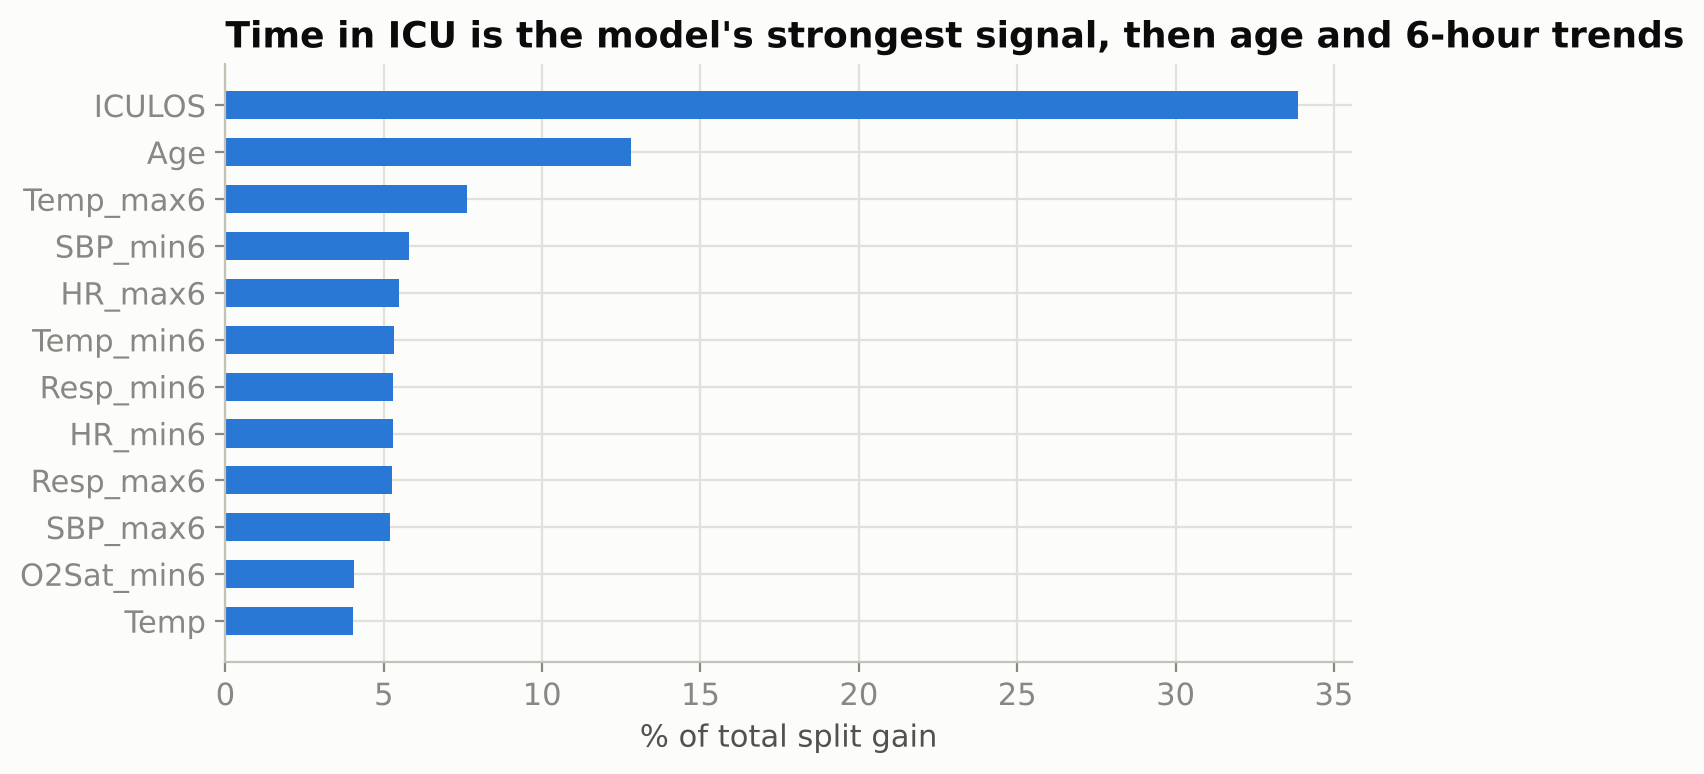 Time in ICU is the model's strongest signal, then age and 6-hour trends
ICULOS
Age
Temp_max6
SBP_min6
HR_max6
Temp_min6
Resp_min6
HR_min6
Resp_max6
SBP_max6
O2Sat_min6
Temp
0 5 10 15 20 25 30 35
% of total split gain